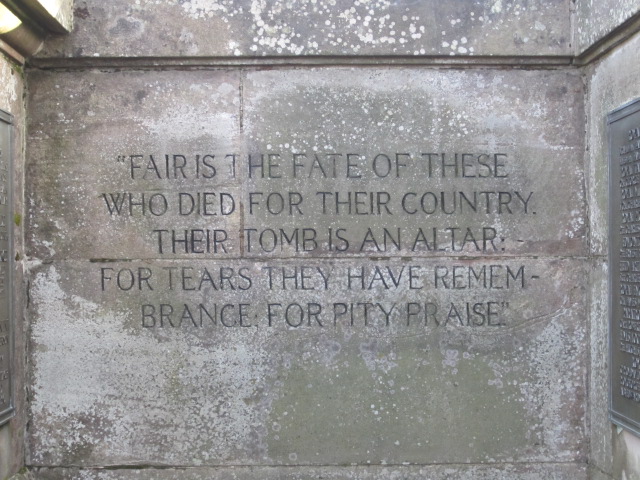 "FAIR IS THE FATE OF THESE
WHO DIED FOR THEIR COUNTRY.
THEIR TOMB IS AN ALTAR:
FOR TEARS THEY HAVE REMEM-
BRANCE: FOR PITY PRAISE"